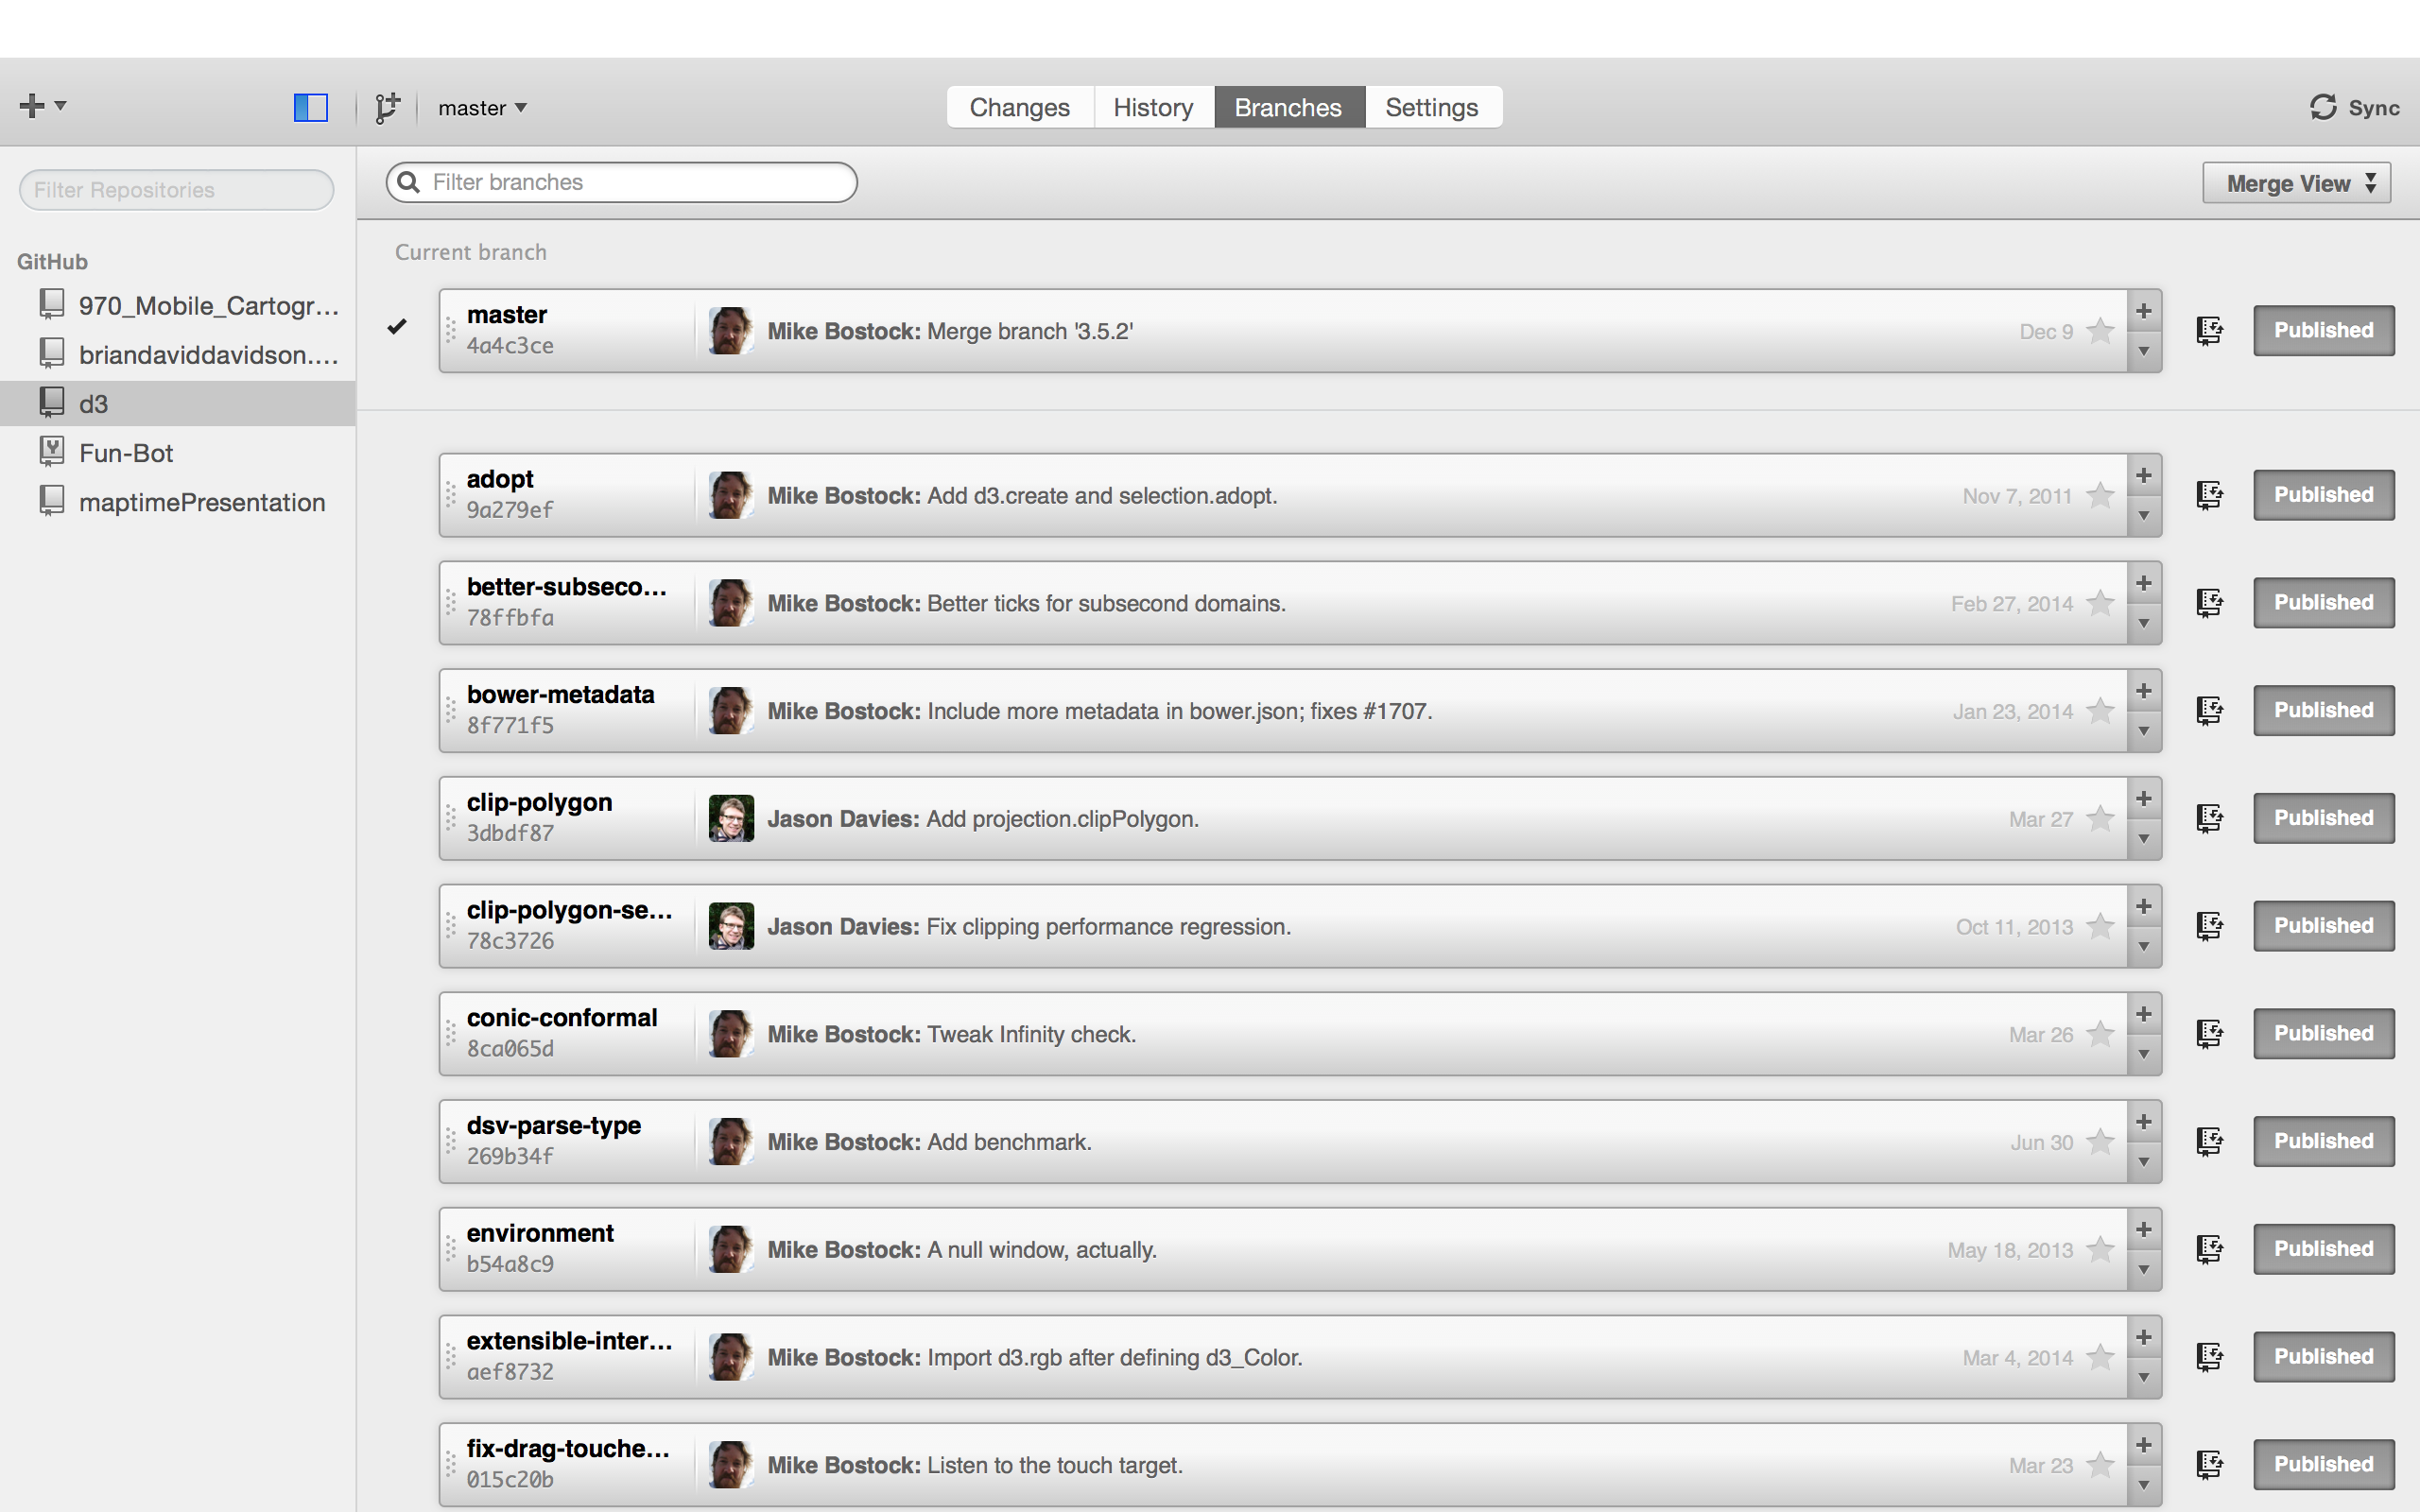 master
Changes
History
Branches
Settings
Sync
Filter Repositories
Filter branches
Merge View
GitHub
970_Mobile_Cartogr...
briandaviddavidson....
d3
Fun-Bot
maptimePresentation
Current branch
master
4a4c3ce
Mike Bostock: Merge branch '3.5.2'
Dec 9
Published
adopt
9a279ef
Mike Bostock: Add d3.create and selection.adopt.
Nov 7, 2011
Published
better-subseco...
78ffbfa
Mike Bostock: Better ticks for subsecond domains.
Feb 27, 2014
Published
bower-metadata
8f771f5
Mike Bostock: Include more metadata in bower.json; fixes #1707.
Jan 23, 2014
Published
clip-polygon
3dbdf87
Jason Davies: Add projection.clipPolygon.
Mar 27
Published
clip-polygon-se...
78c3726
Jason Davies: Fix clipping performance regression.
Oct 11, 2013
Published
conic-conformal
8ca065d
Mike Bostock: Tweak Infinity check.
Mar 26
Published
dsv-parse-type
269b34f
Mike Bostock: Add benchmark.
Jun 30
Published
environment
b54a8c9
Mike Bostock: A null window, actually.
May 18, 2013
Published
extensible-inter...
aef8732
Mike Bostock: Import d3.rgb after defining d3_Color.
Mar 4, 2014
Published
fix-drag-touche...
015c20b
Mike Bostock: Listen to the touch target.
Mar 23
Published